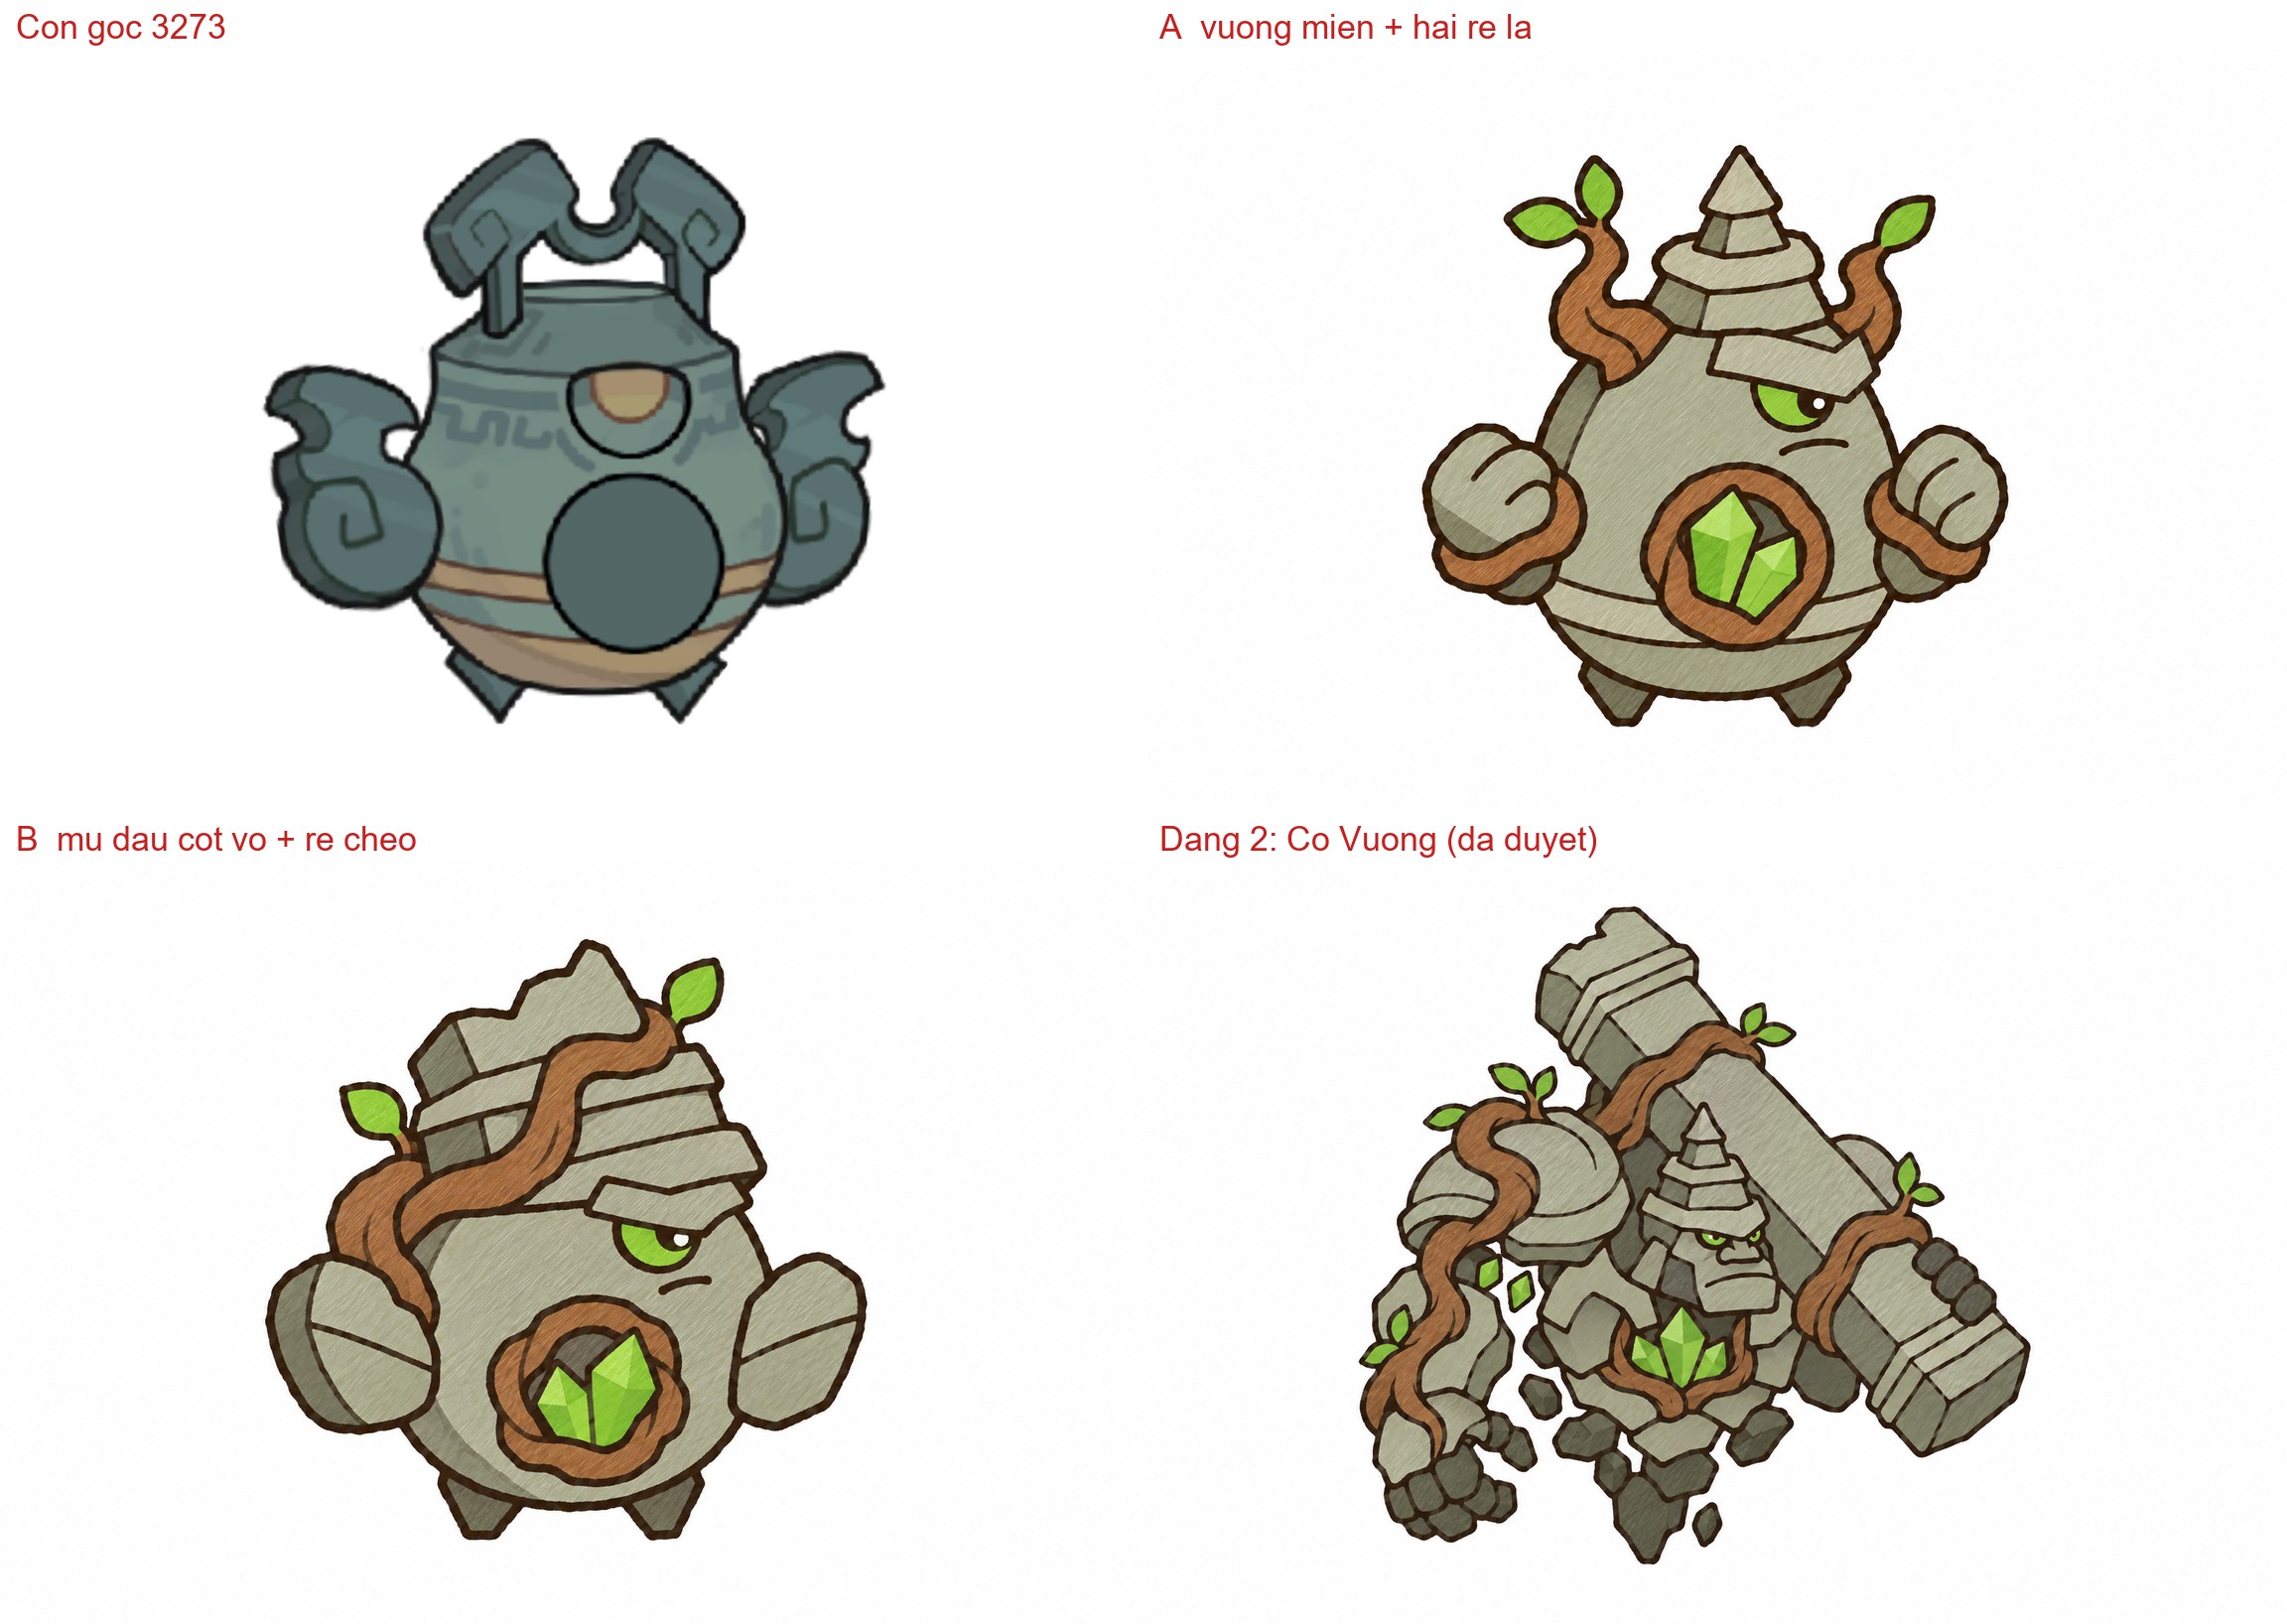 Con goc 3273
A  vuong mien + hai re la
B  mu dau cot vo + re cheo
Dang 2: Co Vuong (da duyet)